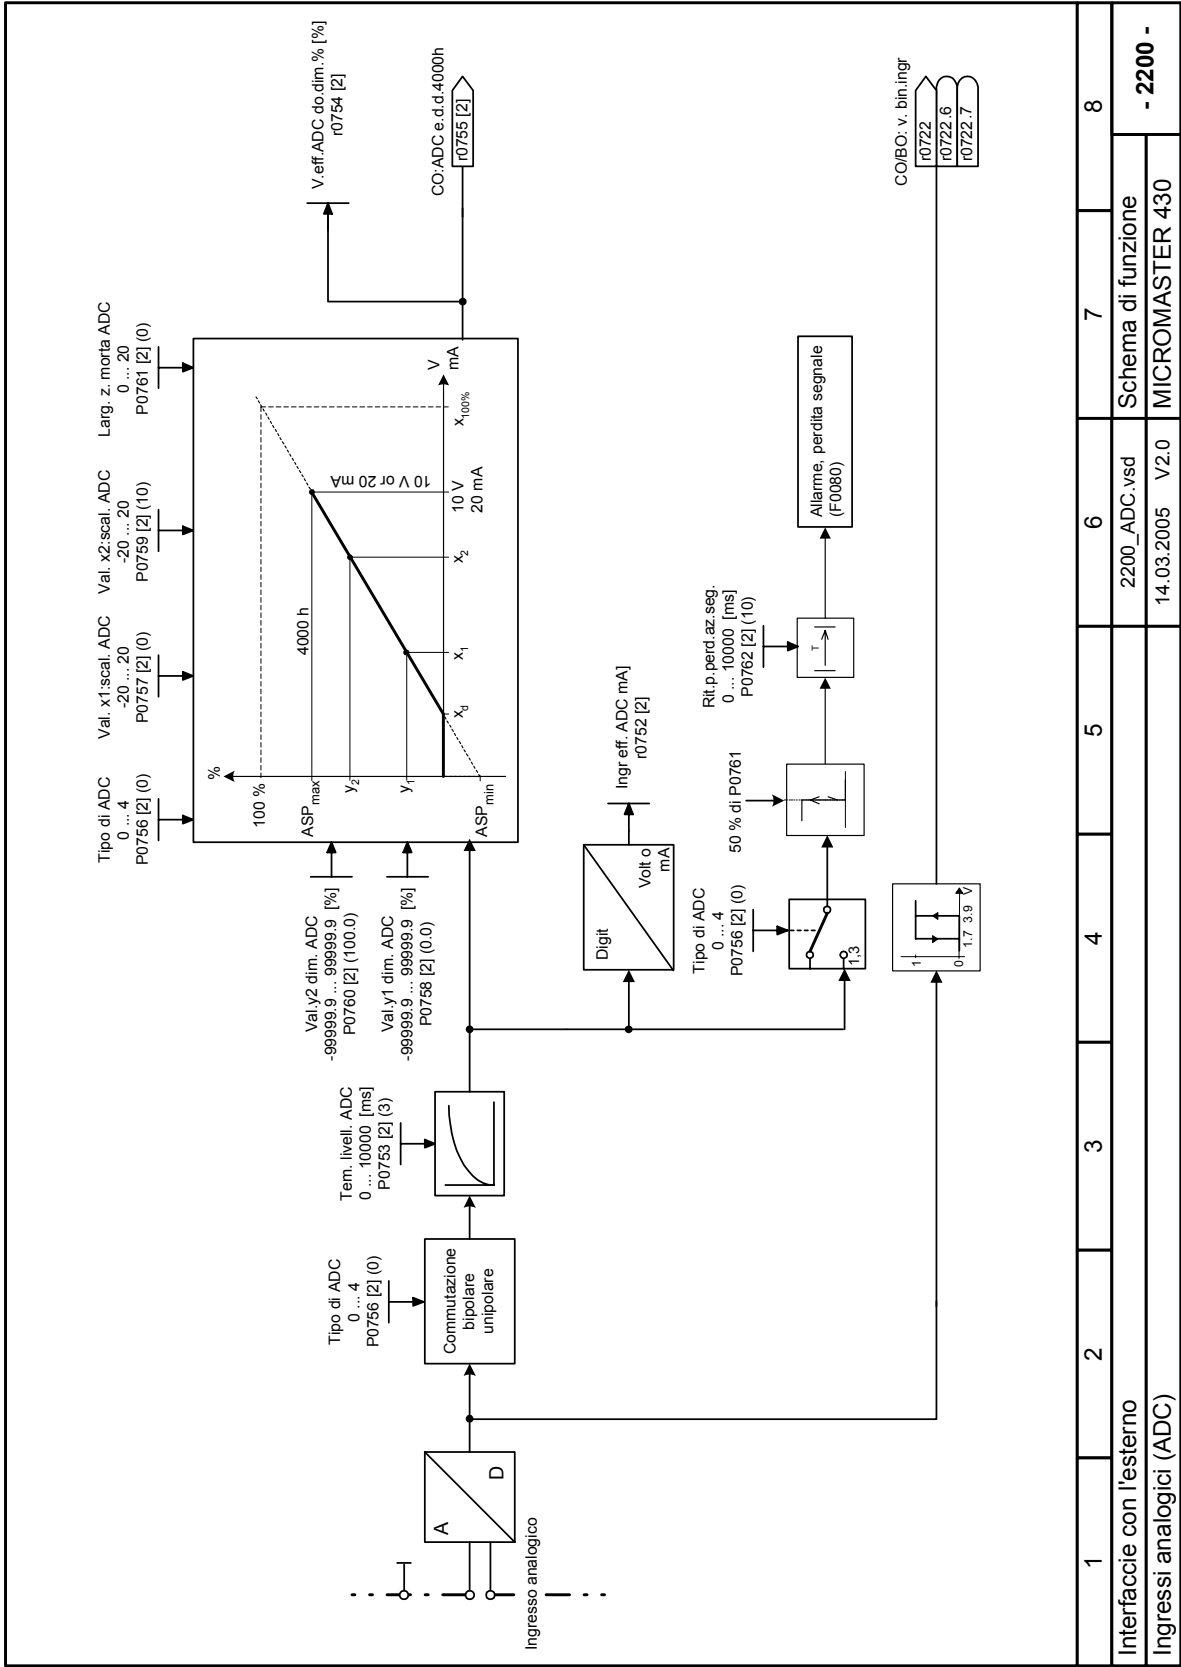 Tipo di ADC
0 ... 4
P0756 [2] (0)
Val. x1:scal. ADC
-20 ... 20
P0757 [2] (0)
Val. x2:scal. ADC
-20 ... 20
P0759 [2] (10)
Larg. z. morta ADC
0 ... 20
P0761 [2] (0)
%
100 %
4000 h
10 V or 20 mA
ASPmax
y2
y1
ASPmin
xd
x1
x2
10 V
20 mA
x100%
V
mA
V.eff.ADC do.dim.% [%]
r0754 [2]
CO:ADC e.d.d.4000h
r0755 [2]
Val.y2 dim. ADC
-99999.9 ... 99999.9 [%]
P0760 [2] (100.0)
Val.y1 dim. ADC
-99999.9 ... 99999.9 [%]
P0758 [2] (0.0)
Tem. livell. ADC
0 ... 10000 [ms]
P0753 [2] (3)
Tipo di ADC
0 ... 4
P0756 [2] (0)
Commutazione
bipolare
unipolare
A
D
Ingresso analogico
Digit
Volt o
mA
Ingr eff. ADC mA]
r0752 [2]
Tipo di ADC
0 ... 4
P0756 [2] (0)
1,3
50 % di P0761
Rit.p.perd.az.seg.
0 ... 10000 [ms]
P0762 [2] (10)
T
Allarme, perdita segnale
(F0080)
1
0
1.7 3.9 V
CO/BO: v. bin.ingr
r0722
r0722.6
r0722.7
1 2 3 4 5 6 7 8
Interfaccie con l'esterno 2200_ADC.vsd Schema di funzione - 2200 -
Ingressi analogici (ADC) 14.03.2005 V2.0 MICROMASTER 430